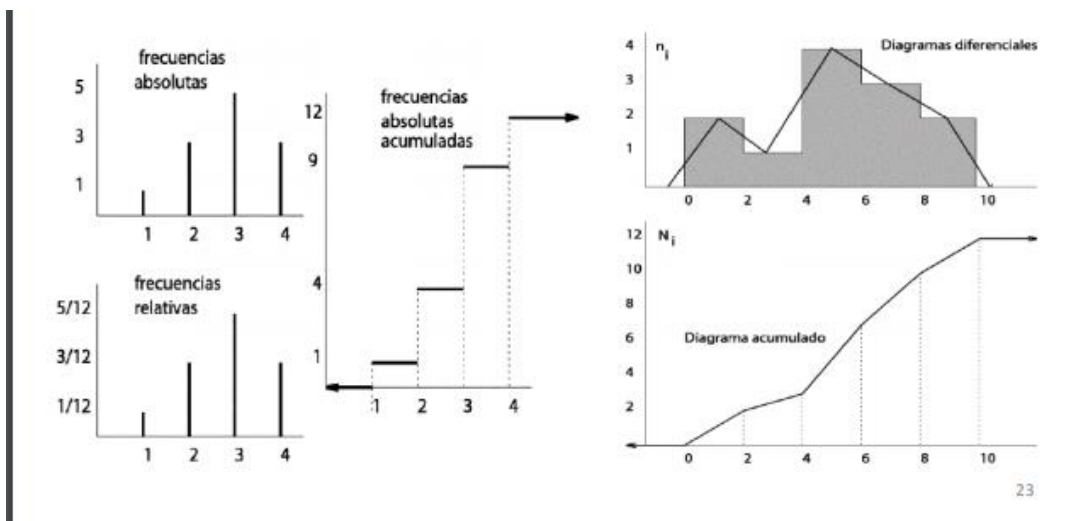 frecuencias
absolutas
5
3
1
1 2 3 4
frecuencias
relativas
5/12
3/12
1/12
1 2 3 4
frecuencias
absolutas
acumuladas
12
9
4
1
1 2 3 4
Diagramas diferenciales
n i
4
3
2
1
0 2 4 6 8 10
N i
12
10
8
6
4
2
Diagrama acumulado
0 2 4 6 8 10
23